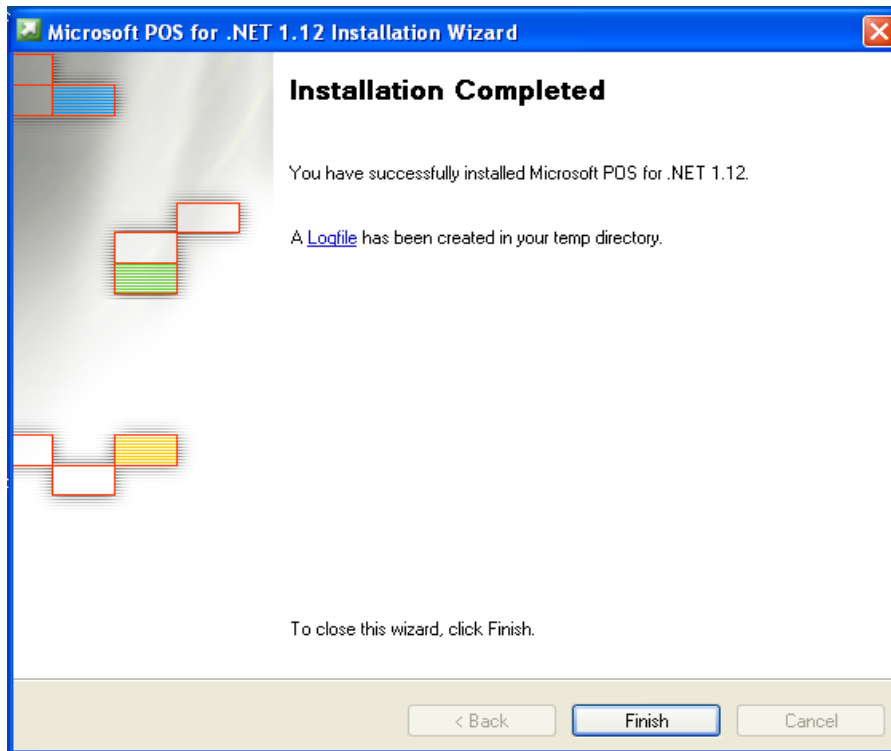 Microsoft POS for .NET 1.12 Installation Wizard
Installation Completed
You have successfully installed Microsoft POS for .NET 1.12.
A Logfile has been created in your temp directory.
To close this wizard, click Finish.
< Back Finish Cancel